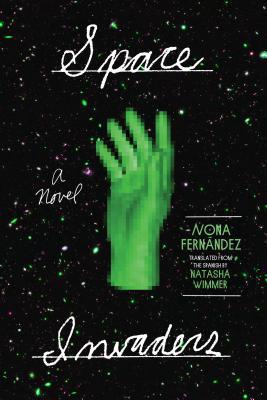 Space
A
Novel
NONA
FERNÁNDEZ
TRANSLATED FROM
THE SPANISH BY
NATASHA
WIMMER
Invaders